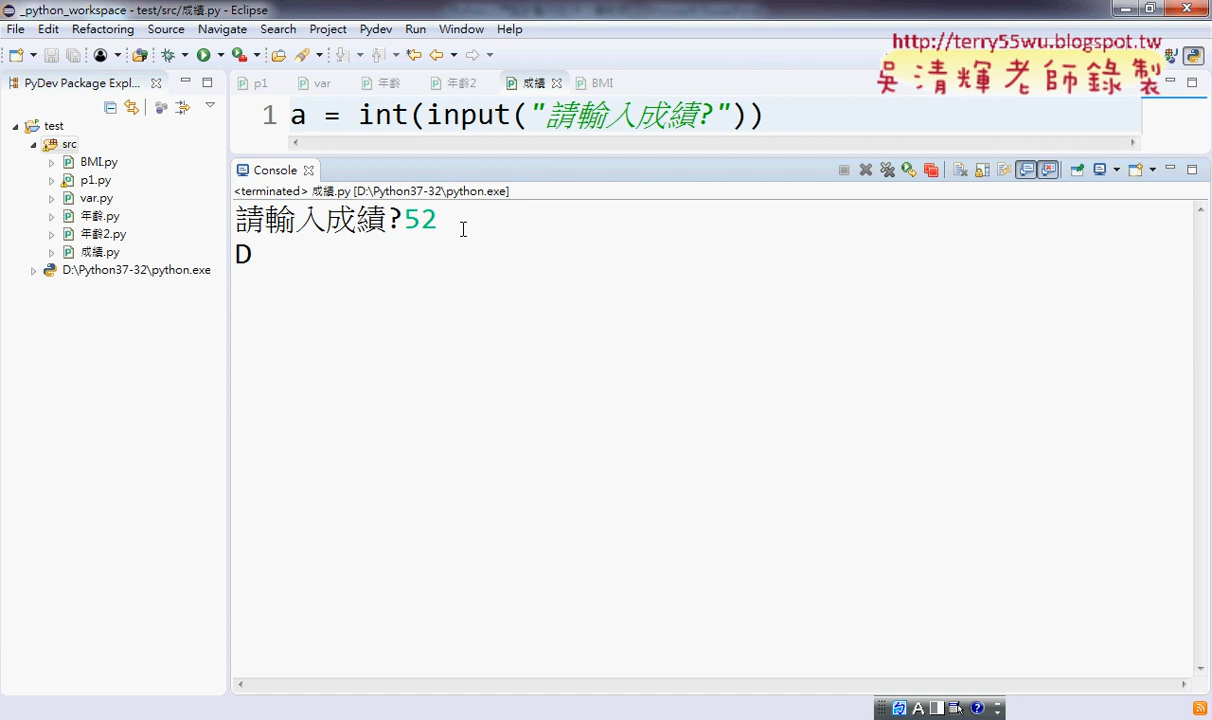 _python_workspace - test/src/成績.py - Eclipse
File Edit Refactoring Source Navigate Search Project Pydev Run Window Help
http://terry55wu.blogspot.tw
吳清輝老師錄製
PyDev Package Expl...
p1 var 年齡 年齡2 成績 BMI
1 a = int(input("請輸入成績?"))
test
src
BMI.py
p1.py
var.py
年齡.py
年齡2.py
成績.py
D:\Python37-32\python.exe
Console
<terminated> 成績.py [D:\Python37-32\python.exe]
請輸入成績?52
D